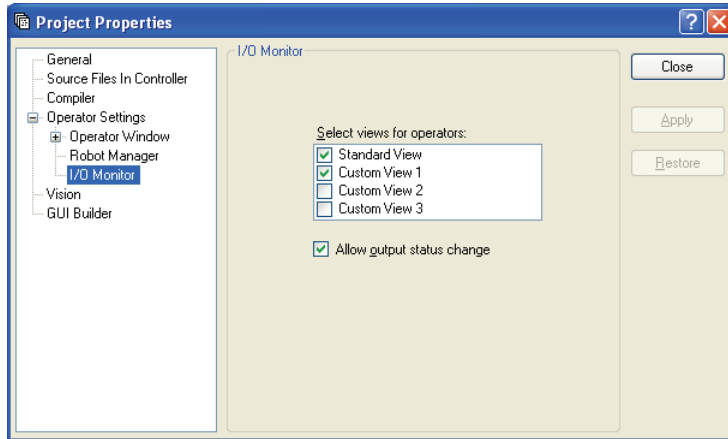 Project Properties
General
Source Files In Controller
Compiler
Operator Settings
Operator Window
Robot Manager
I/O Monitor
Vision
GUI Builder
I/O Monitor
Select views for operators:
Standard View
Custom View 1
Custom View 2
Custom View 3
Allow output status change
Close
Apply
Restore